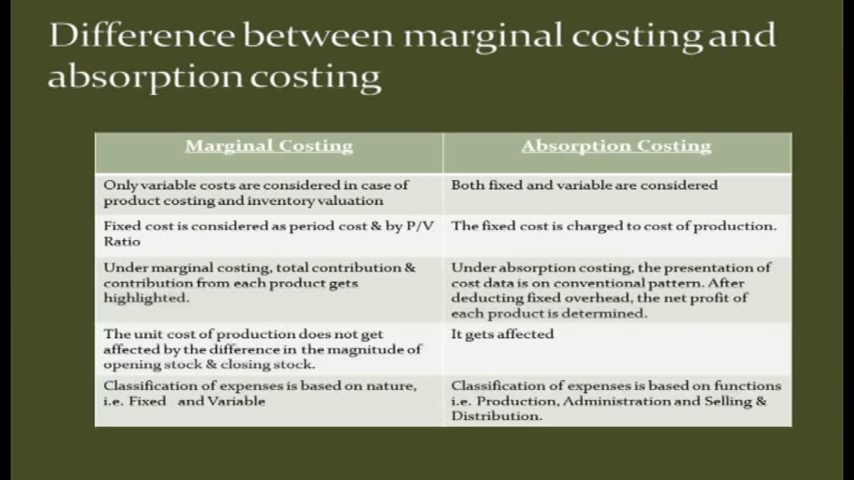 Difference between marginal costing and
absorption costing
Marginal Costing
Absorption Costing
Only variable costs are considered in case of
product costing and inventory valuation
Both fixed and variable are considered
Fixed cost is considered as period cost & by P/V
Ratio
The fixed cost is charged to cost of production.
Under marginal costing, total contribution &
contribution from each product gets
highlighted.
Under absorption costing, the presentation of
cost data is on conventional pattern. After
deducting fixed overhead, the net profit of
each product is determined.
The unit cost of production does not get
affected by the difference in the magnitude of
opening stock & closing stock.
It gets affected
Classification of expenses is based on nature,
i.e. Fixed and Variable
Classification of expenses is based on functions
i.e. Production, Administration and Selling &
Distribution.